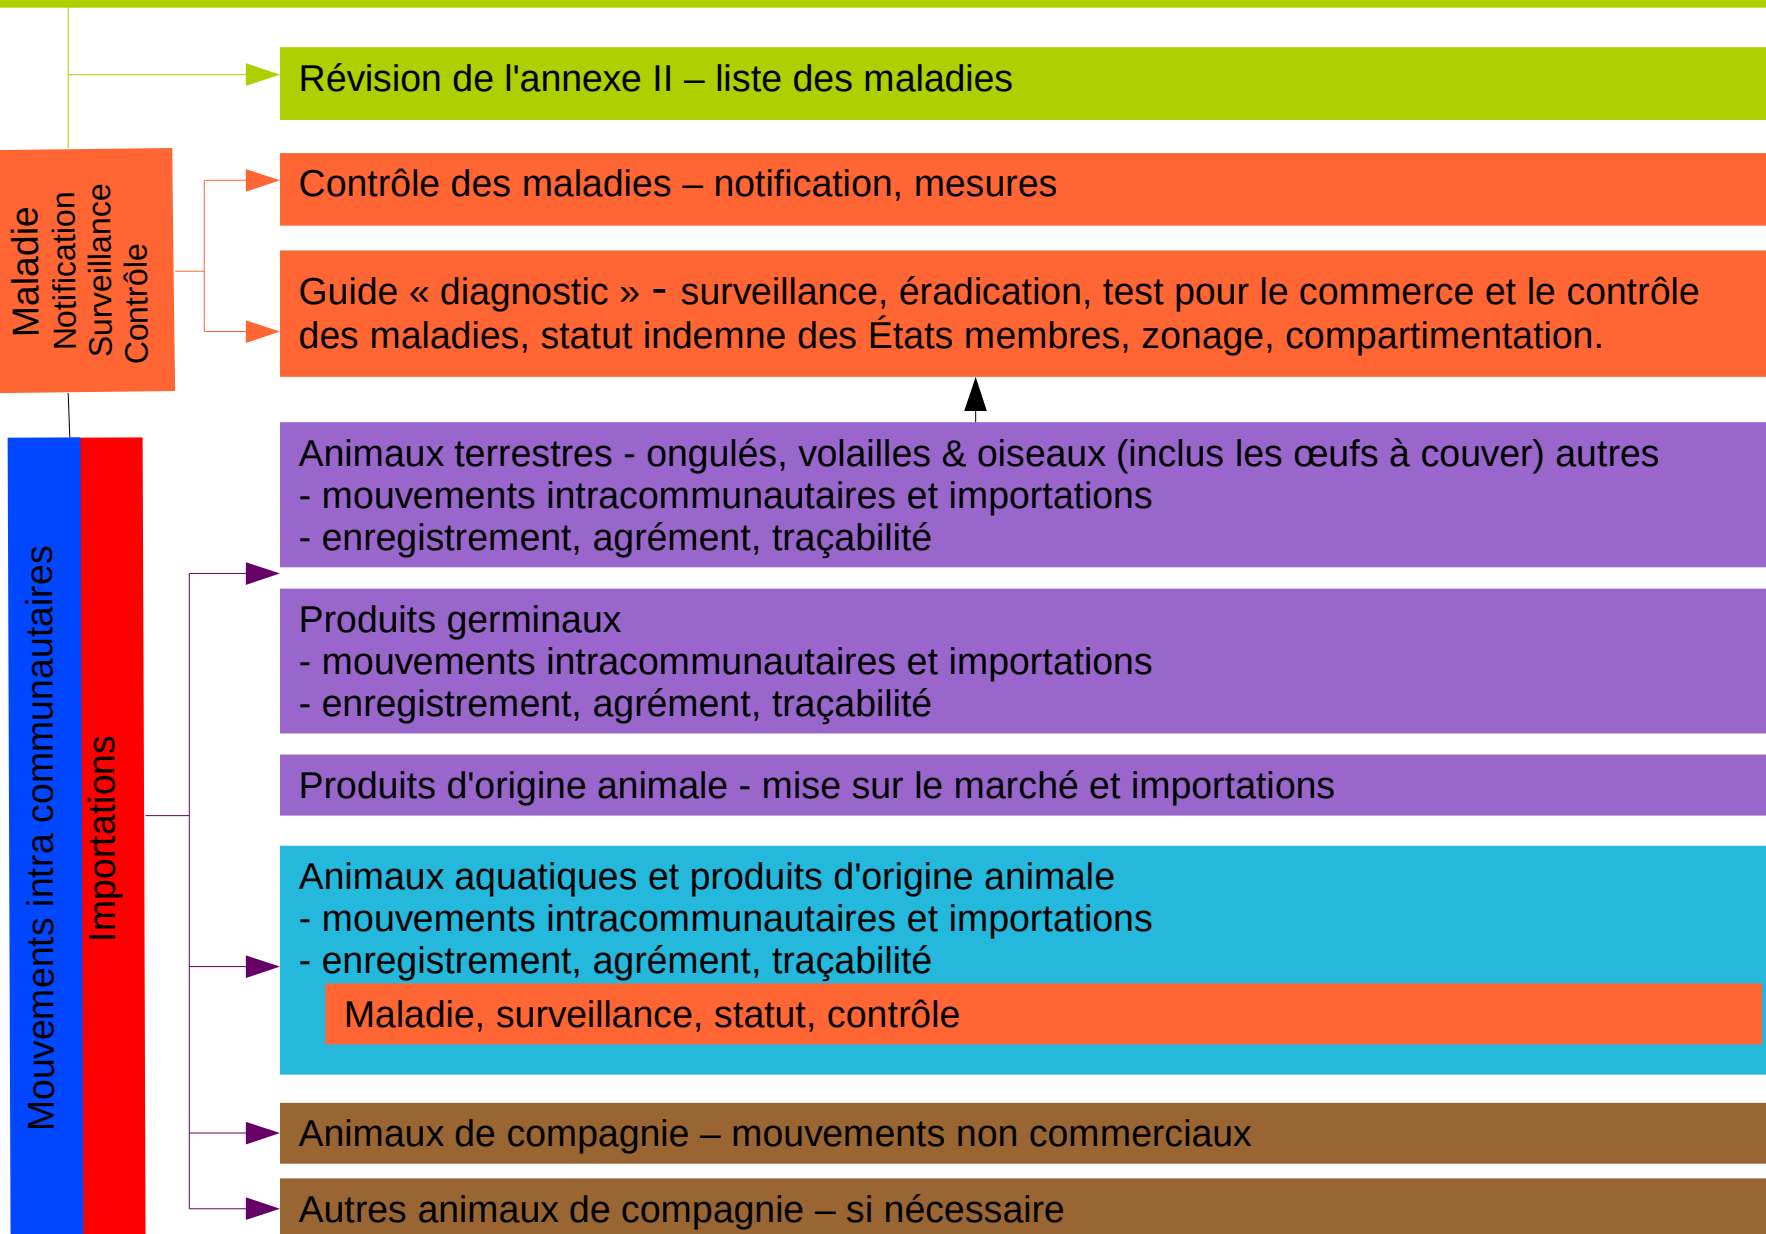 Révision de l'annexe II – liste des maladies
Maladie
Notification
Surveillance
Contrôle
Contrôle des maladies – notification, mesures
Guide « diagnostic » - surveillance, éradication, test pour le commerce et le contrôle
des maladies, statut indemne des États membres, zonage, compartimentation.
Mouvements intra communautaires
Importations
Animaux terrestres - ongulés, volailles & oiseaux (inclus les œufs à couver) autres
- mouvements intracommunautaires et importations
- enregistrement, agrément, traçabilité
Produits germinaux
- mouvements intracommunautaires et importations
- enregistrement, agrément, traçabilité
Produits d'origine animale - mise sur le marché et importations
Animaux aquatiques et produits d'origine animale
- mouvements intracommunautaires et importations
- enregistrement, agrément, traçabilité
Maladie, surveillance, statut, contrôle
Animaux de compagnie – mouvements non commerciaux
Autres animaux de compagnie – si nécessaire